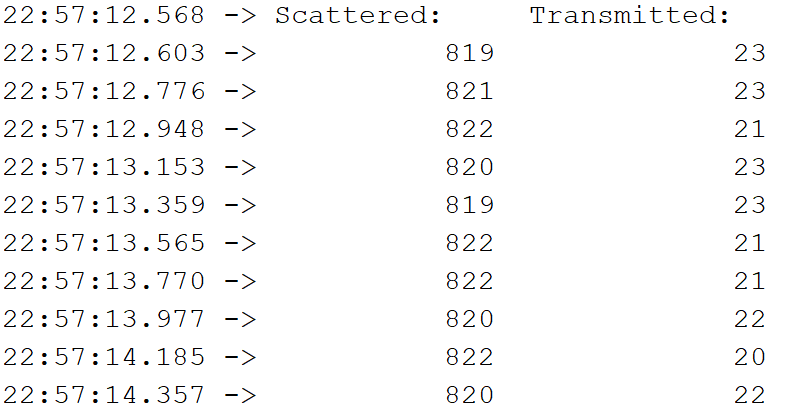 22:57:12.568 -> Scattered: Transmitted:
22:57:12.603 -> 819 23
22:57:12.776 -> 821 23
22:57:12.948 -> 822 21
22:57:13.153 -> 820 23
22:57:13.359 -> 819 23
22:57:13.565 -> 822 21
22:57:13.770 -> 822 21
22:57:13.977 -> 820 22
22:57:14.185 -> 822 20
22:57:14.357 -> 820 22